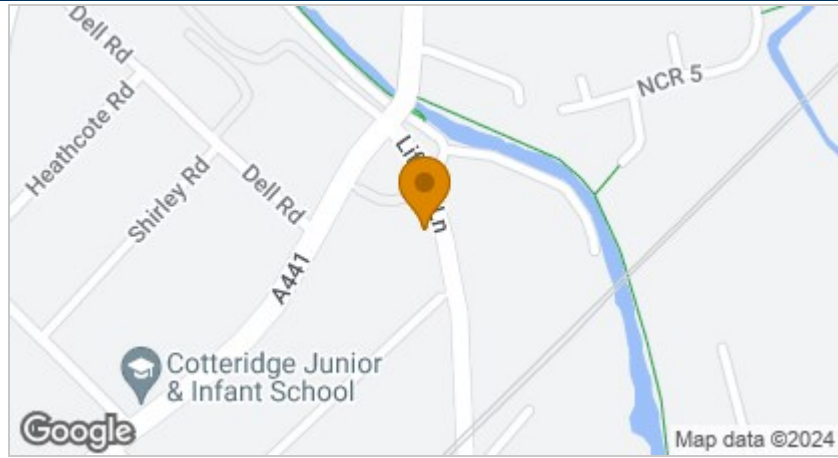 Dell Rd
NCR 5
Heathcote Rd
Shirley Rd
Dell Rd
Ln
A441
Cotteridge Junior
& Infant School
Google
Map data ©2024